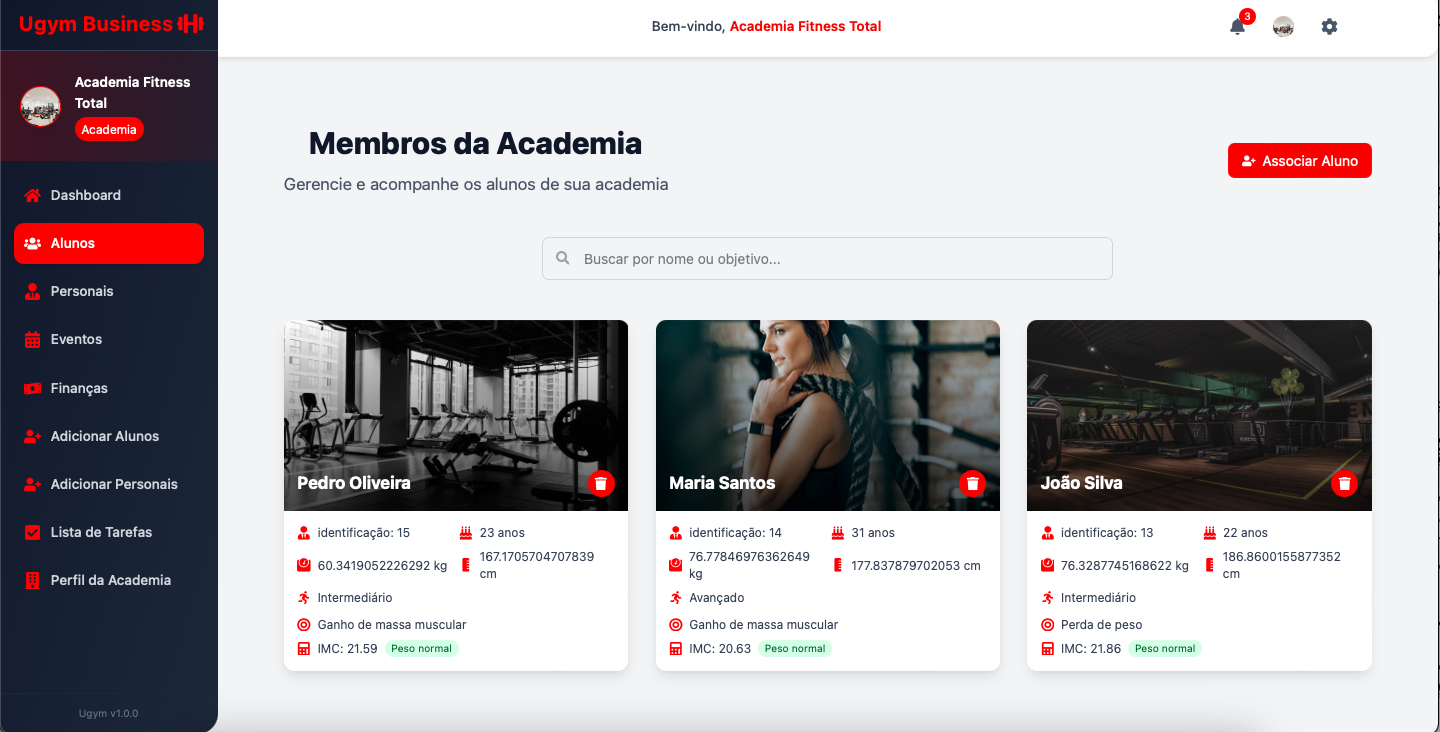 Ugym Business
Bem-vindo, Academia Fitness Total
3
Academia Fitness
Total
Academia
Dashboard
Alunos
Personais
Eventos
Finanças
Adicionar Alunos
Adicionar Personais
Lista de Tarefas
Perfil da Academia
Ugym v1.0.0
Membros da Academia
Gerencie e acompanhe os alunos de sua academia
Associar Aluno
Buscar por nome ou objetivo...
Pedro Oliveira
identificação: 15
23 anos
60.3419052226292 kg
167.1705704707839
cm
Intermediário
Ganho de massa muscular
IMC: 21.59
Peso normal
Maria Santos
identificação: 14
31 anos
76.77846976362649
kg
177.837879702053 cm
Avançado
Ganho de massa muscular
IMC: 20.63
Peso normal
João Silva
identificação: 13
22 anos
76.3287745168622 kg
186.8600155877352
cm
Intermediário
Perda de peso
IMC: 21.86
Peso normal